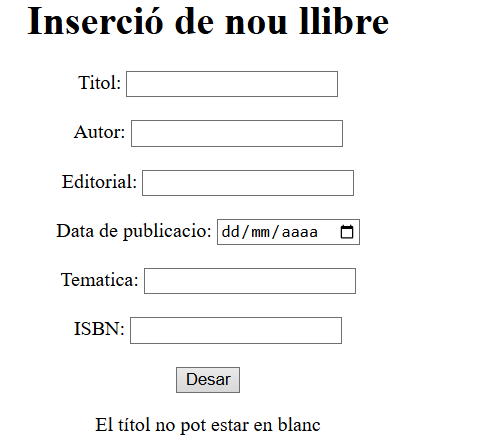 Inserció de nou llibre
Titol:
Autor:
Editorial:
Data de publicacio: dd/mm/aaaa
Tematica:
ISBN:
Desar
El títol no pot estar en blanc